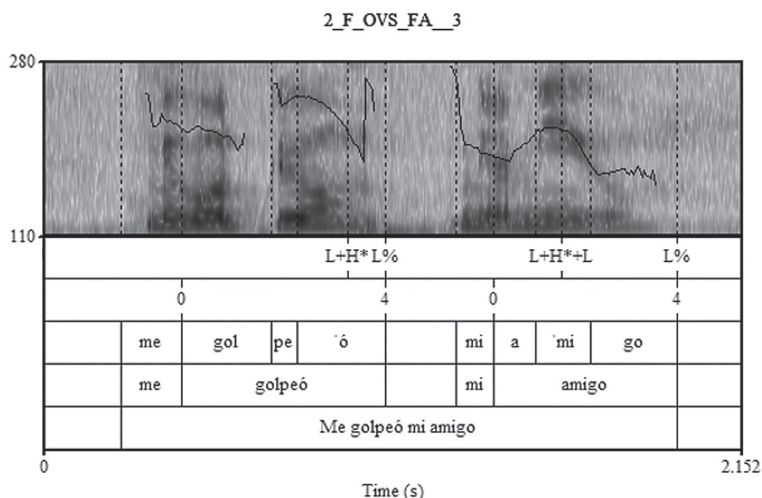 2_F_OVS_FA__3
280
110
L+H* L% L+H*+L L%
0 4 0 4
me gol pe ˈó mi a ˈmi go
me golpeó mi amigo
Me golpeó mi amigo
0 2.152
Time (s)